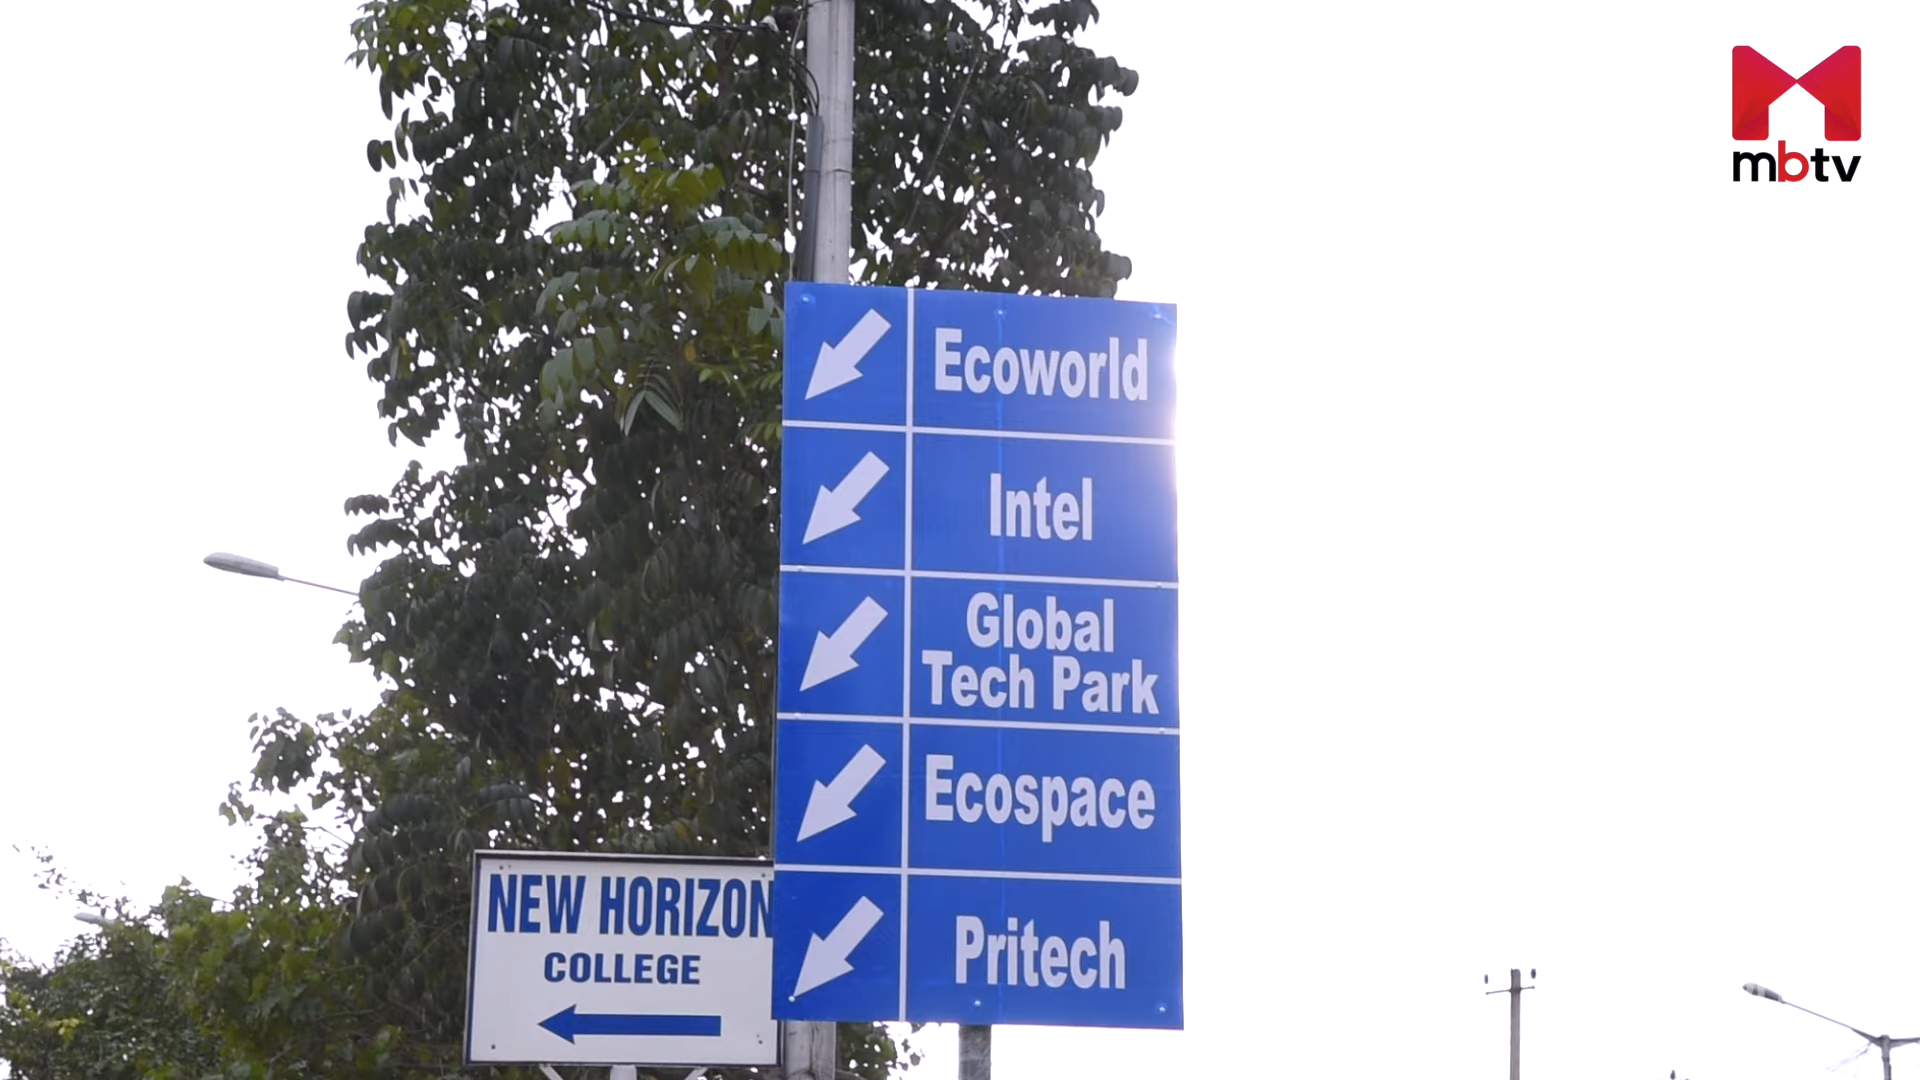 mbtv
Ecoworld
Intel
Global
Tech Park
Ecospace
Pritech
NEW HORIZON
COLLEGE